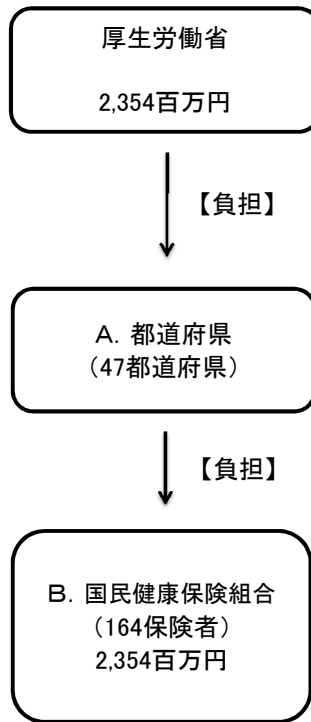 厚生労働省
2,354百万円
【負担】
A．都道府県
（47都道府県）
【負担】
B．国民健康保険組合
（164保険者）
2,354百万円